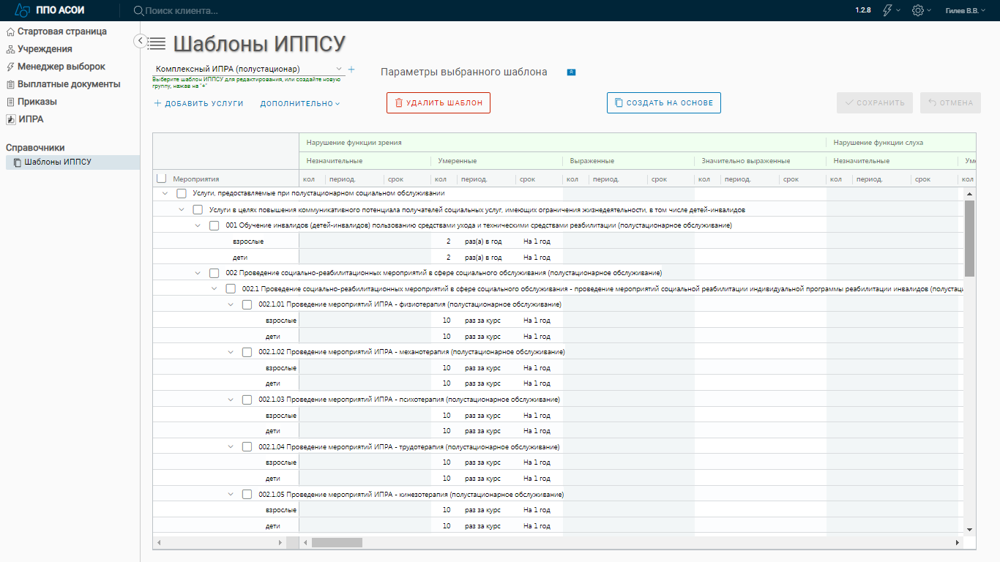 ППО АСОИ
Поиск клиента...
1.2.8
Гилев В.В.
Стартовая страница
Учреждения
Менеджер выборок
Выплатные документы
Приказы
ИПРА
Справочники
Шаблоны ИППСУ
Шаблоны ИППСУ
Комплексный ИПРА (полустационар)
Выберите шаблон ИППСУ для редактирования, или создайте новую
группу, нажав на "+"
Параметры выбранного шаблона
ДОБАВИТЬ УСЛУГИ ДОПОЛНИТЕЛЬНО УДАЛИТЬ ШАБЛОН СОЗДАТЬ НА ОСНОВЕ СОХРАНИТЬ ОТМЕНА
Нарушение функции зрения Нарушение функции слуха
Незначительные Умеренные Выраженные Значительно выраженные Незначительные Уме
Мероприятия кол период. срок кол период. срок кол период. срок кол период. срок кол период. срок кол
Услуги, предоставляемые при полустационарном социальном обслуживании
Услуги в целях повышения коммуникативного потенциала получателей социальных услуг, имеющих ограничения жизнедеятельности, в том числе детей-инвалидов
001 Обучение инвалидов (детей-инвалидов) пользованию средствами ухода и техническими средствами реабилитации (полустационарное обслуживание)
взрослые 2 раз(а) в год На 1 год
дети 2 раз(а) в год На 1 год
002 Проведение социально-реабилитационных мероприятий в сфере социального обслуживания (полустационарное обслуживание)
002.1 Проведение социально-реабилитационных мероприятий в сфере социального обслуживания - проведение мероприятий социальной реабилитации индивидуальной программы реабилитации инвалидов (полустац
002.1.01 Проведение мероприятий ИПРА - физиотерапия (полустационарное обслуживание)
взрослые 10 раз за курс На 1 год
дети 10 раз за курс На 1 год
002.1.02 Проведение мероприятий ИПРА - механотерапия (полустационарное обслуживание)
взрослые 10 раз за курс На 1 год
дети 10 раз за курс На 1 год
002.1.03 Проведение мероприятий ИПРА - психотерапия (полустационарное обслуживание)
взрослые 10 раз за курс На 1 год
дети 10 раз за курс На 1 год
002.1.04 Проведение мероприятий ИПРА - трудотерапия (полустационарное обслуживание)
взрослые 10 раз за курс На 1 год
дети 10 раз за курс На 1 год
002.1.05 Проведение мероприятий ИПРА - кинезотерапия (полустационарное обслуживание)
взрослые 10 раз за курс На 1 год
дети 10 раз за курс На 1 год